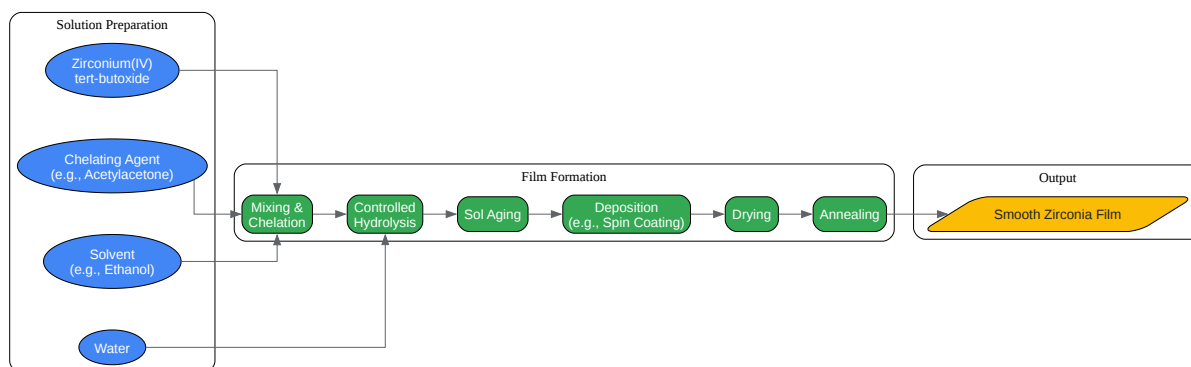 Solution Preparation
Zirconium(IV)
tert-butoxide
Chelating Agent
(e.g., Acetylacetone)
Solvent
(e.g., Ethanol)
Water
Film Formation
Mixing &
Chelation
Controlled
Hydrolysis
Sol Aging
Deposition
(e.g., Spin Coating)
Drying
Annealing
Output
Smooth Zirconia Film